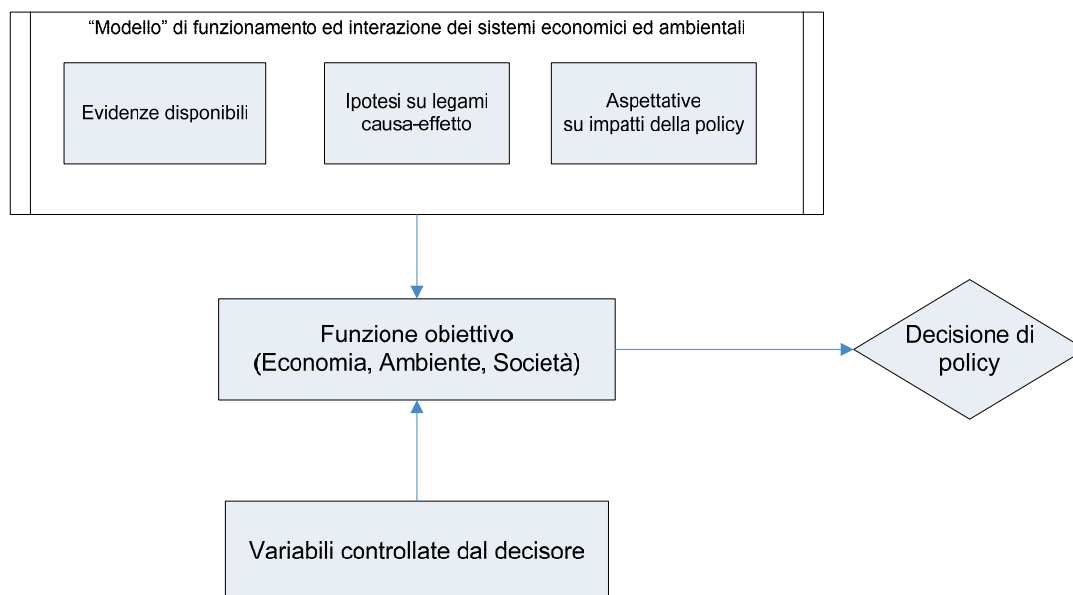 “Modello” di funzionamento ed interazione dei sistemi economici ed ambientali
Evidenze disponibili
Ipotesi su legami
causa-effetto
Aspettative
su impatti della policy
Funzione obiettivo
(Economia, Ambiente, Società)
Decisione di
policy
Variabili controllate dal decisore